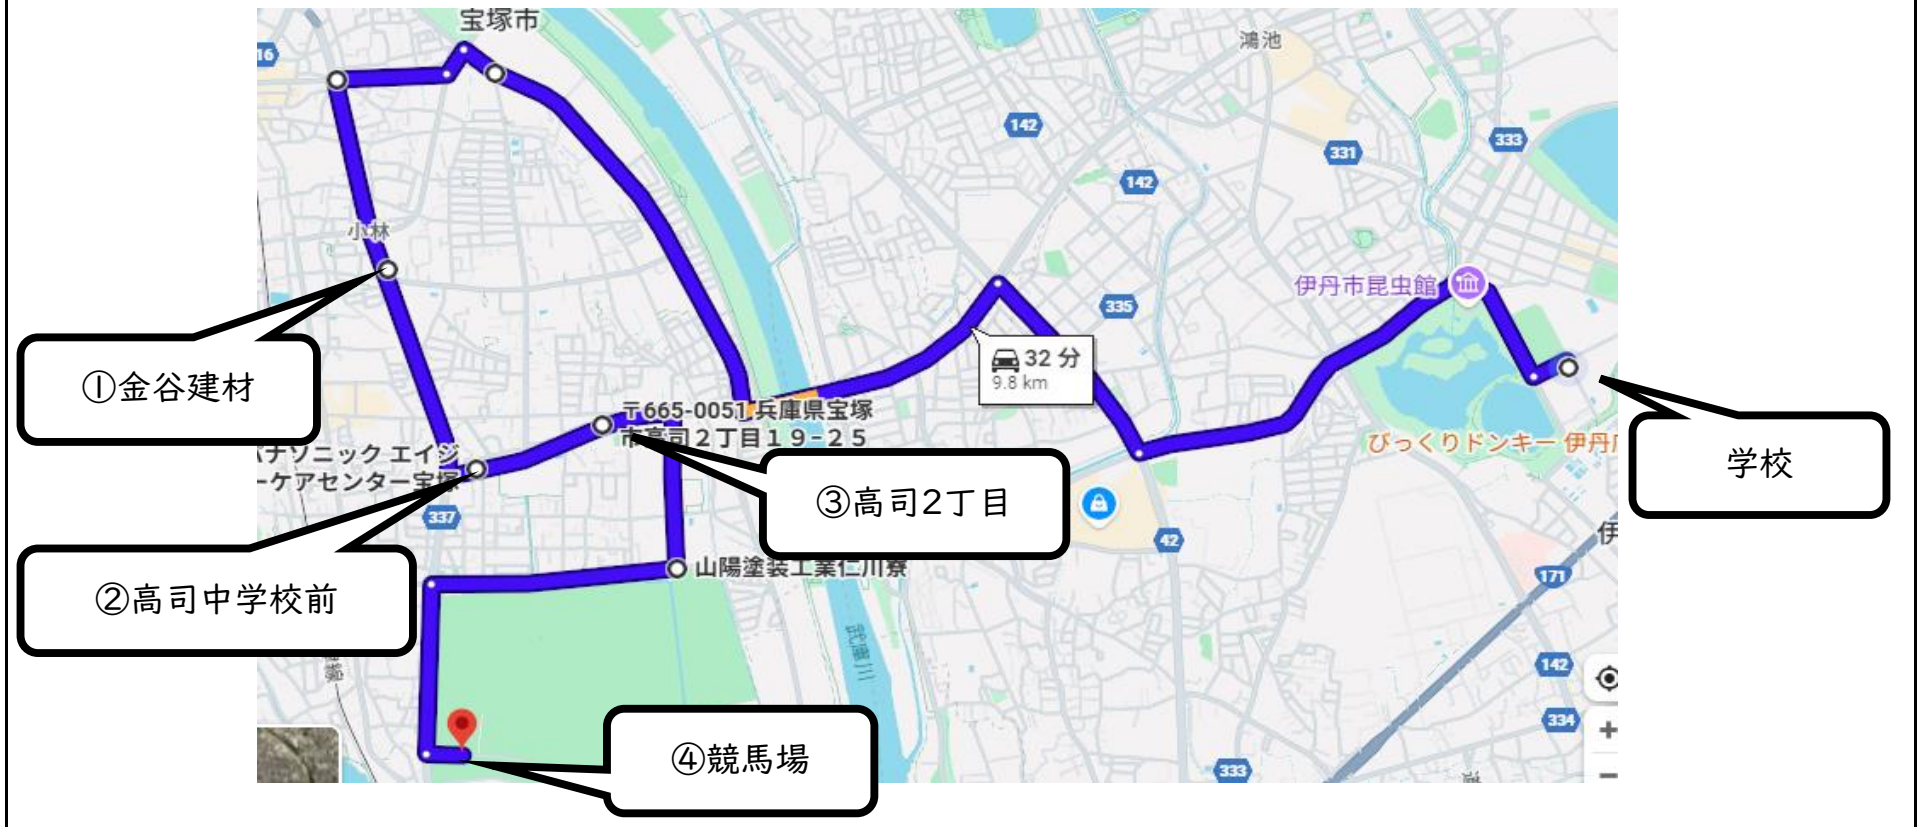 宝塚市
16
鴻池
142
333
331
142
小林
伊丹市昆虫館
335
32 分
9.8 km
①金谷建材
〒665-0051 兵庫県宝塚
市高司２丁目１９−２５
びっくりドンキー 伊丹
学校
パナソニック エイジ
ーケアセンター宝塚
③高司2丁目
337
42
伊
山陽塗装工業仁川寮
171
②高司中学校前
武庫川
142
334
④競馬場
333